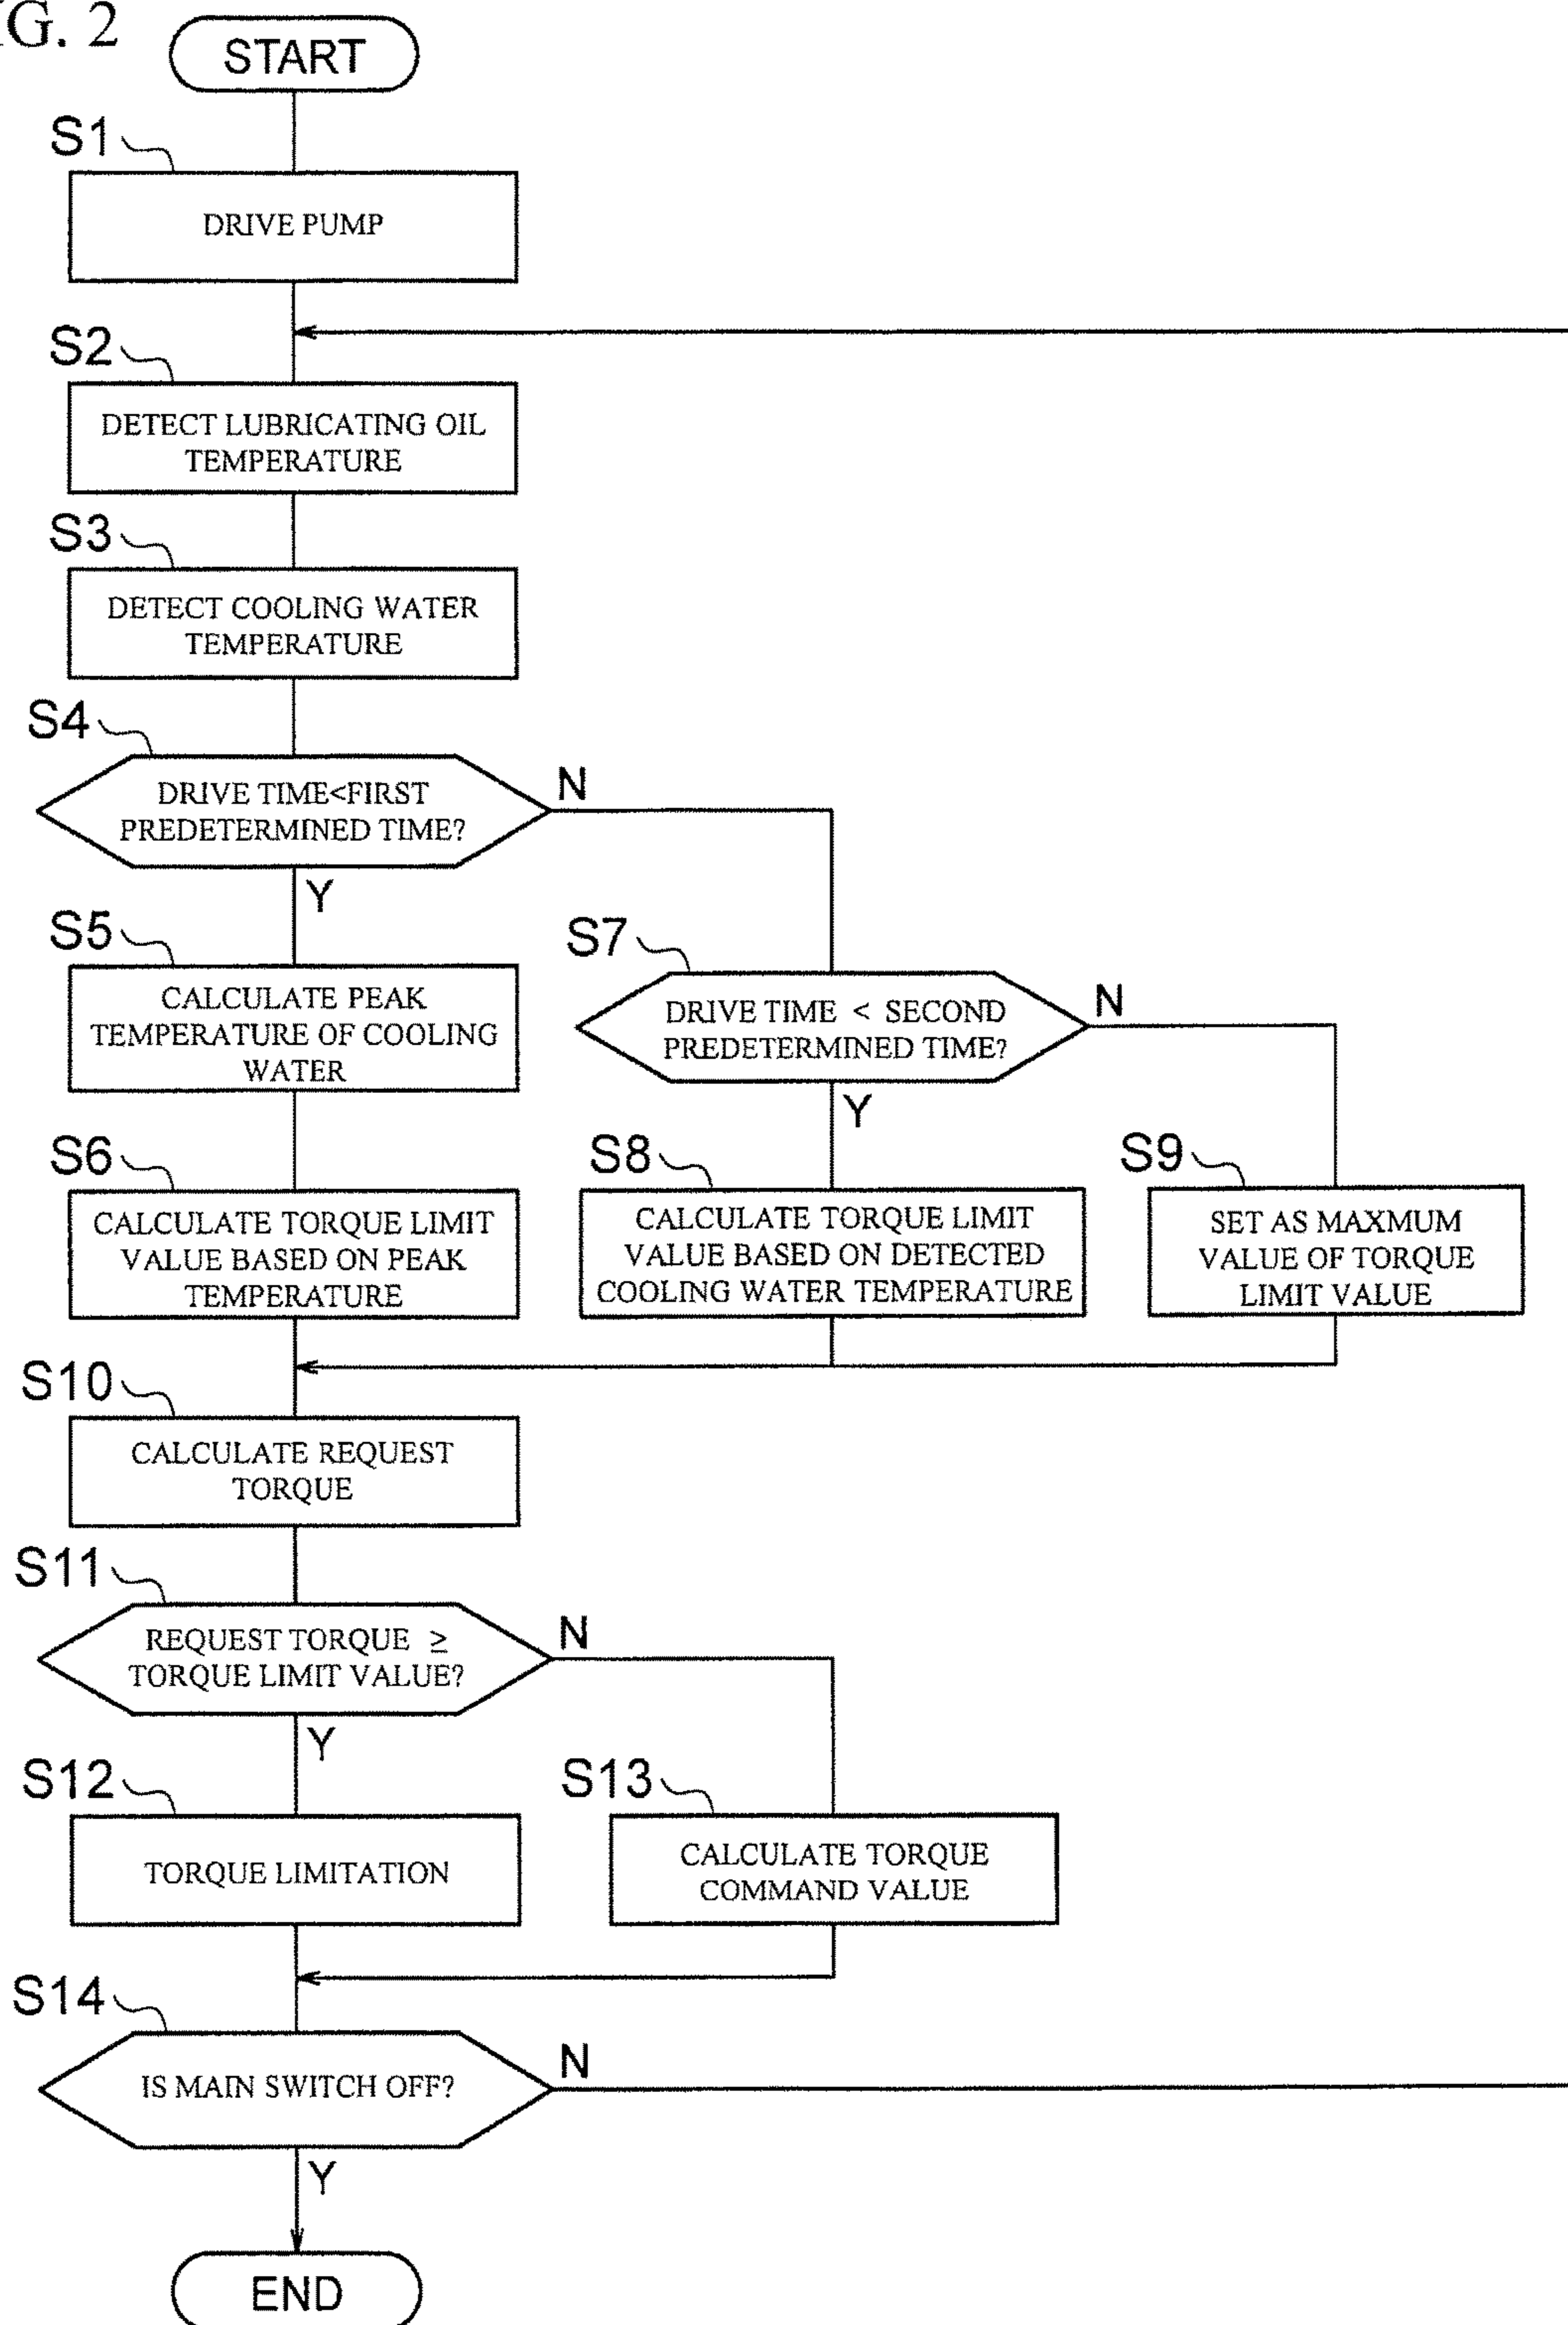 IG. 2
START
S1
DRIVE PUMP
S2
DETECT LUBRICATING OIL
TEMPERATURE
S3
DETECT COOLING WATER
TEMPERATURE
S4
DRIVE TIME<FIRST
PREDETERMINED TIME?
N
Y
S5
CALCULATE PEAK
TEMPERATURE OF COOLING
WATER
S7
DRIVE TIME < SECOND
PREDETERMINED TIME?
N
Y
S6
CALCULATE TORQUE LIMIT
VALUE BASED ON PEAK
TEMPERATURE
S8
CALCULATE TORQUE LIMIT
VALUE BASED ON DETECTED
COOLING WATER TEMPERATURE
S9
SET AS MAXMUM
VALUE OF TORQUE
LIMIT VALUE
S10
CALCULATE REQUEST
TORQUE
S11
REQUEST TORQUE ≥
TORQUE LIMIT VALUE?
N
Y
S12
TORQUE LIMITATION
S13
CALCULATE TORQUE
COMMAND VALUE
S14
IS MAIN SWITCH OFF?
N
Y
END